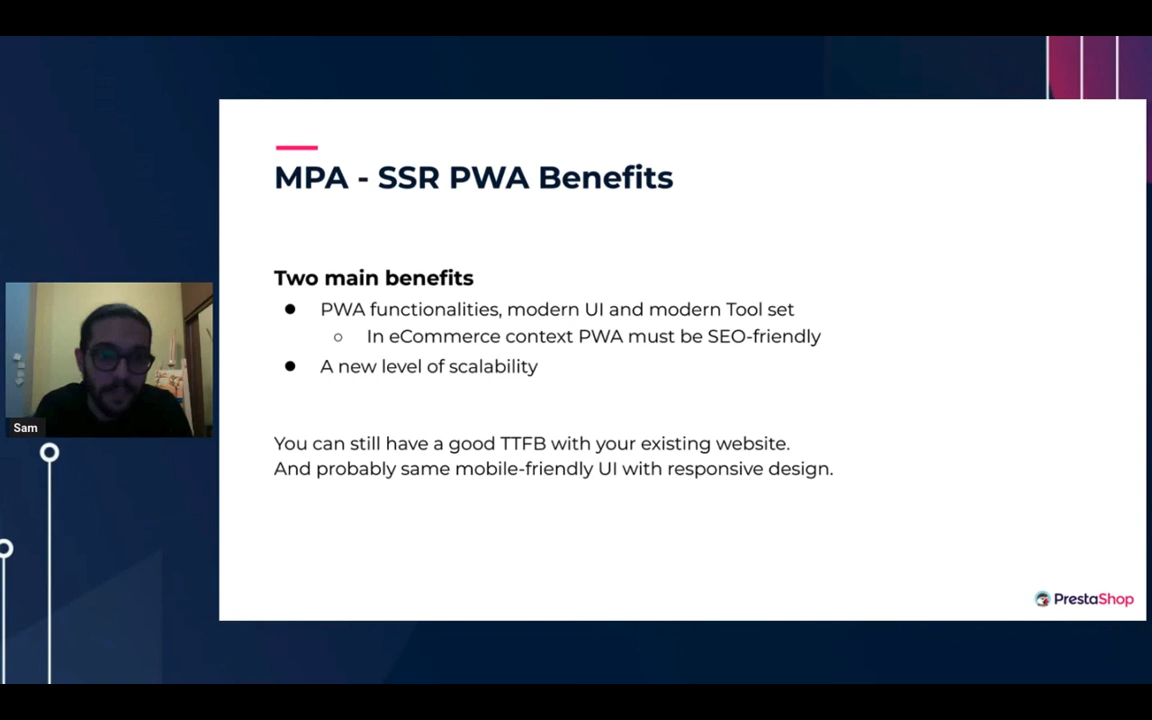 MPA - SSR PWA Benefits
Two main benefits
● PWA functionalities, modern UI and modern Tool set
○ In eCommerce context PWA must be SEO-friendly
● A new level of scalability
Sam
You can still have a good TTFB with your existing website.
And probably same mobile-friendly UI with responsive design.
PrestaShop